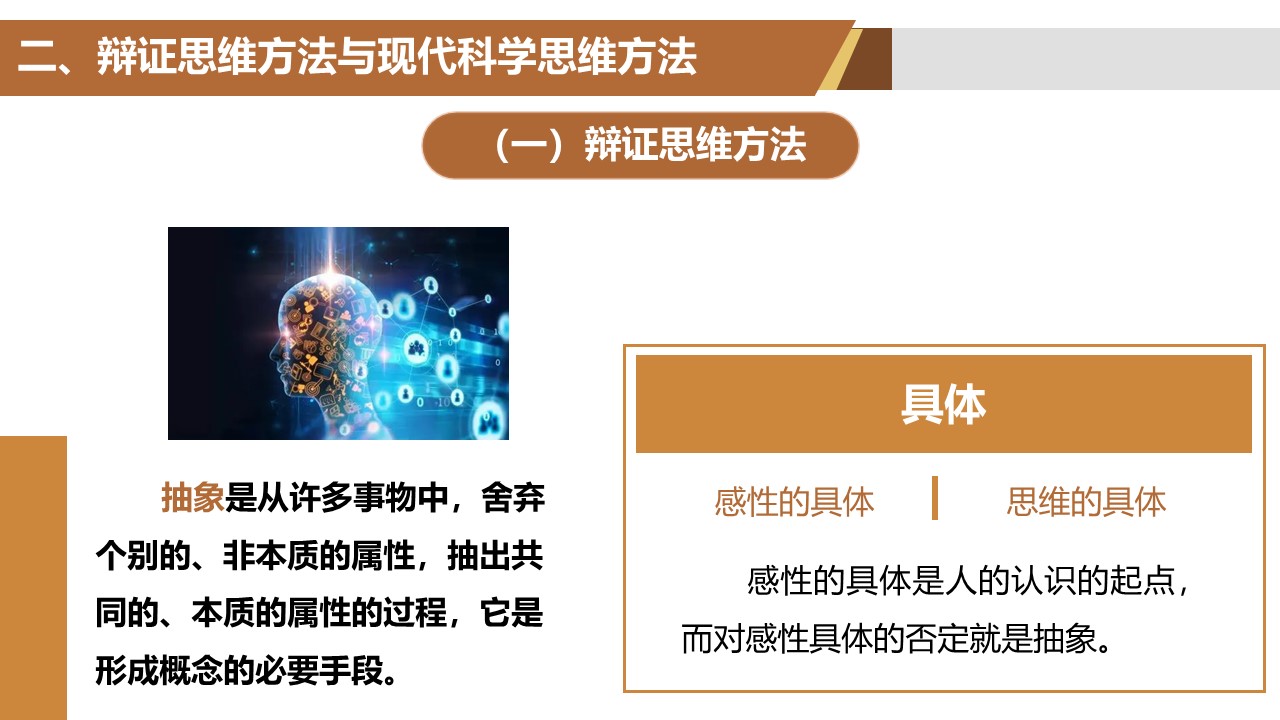 二、辩证思维方法与现代科学思维方法
（一）辩证思维方法
抽象是从许多事物中，舍弃
个别的、非本质的属性，抽出共
同的、本质的属性的过程，它是
形成概念的必要手段。
具体
感性的具体
思维的具体
感性的具体是人的认识的起点，
而对感性具体的否定就是抽象。